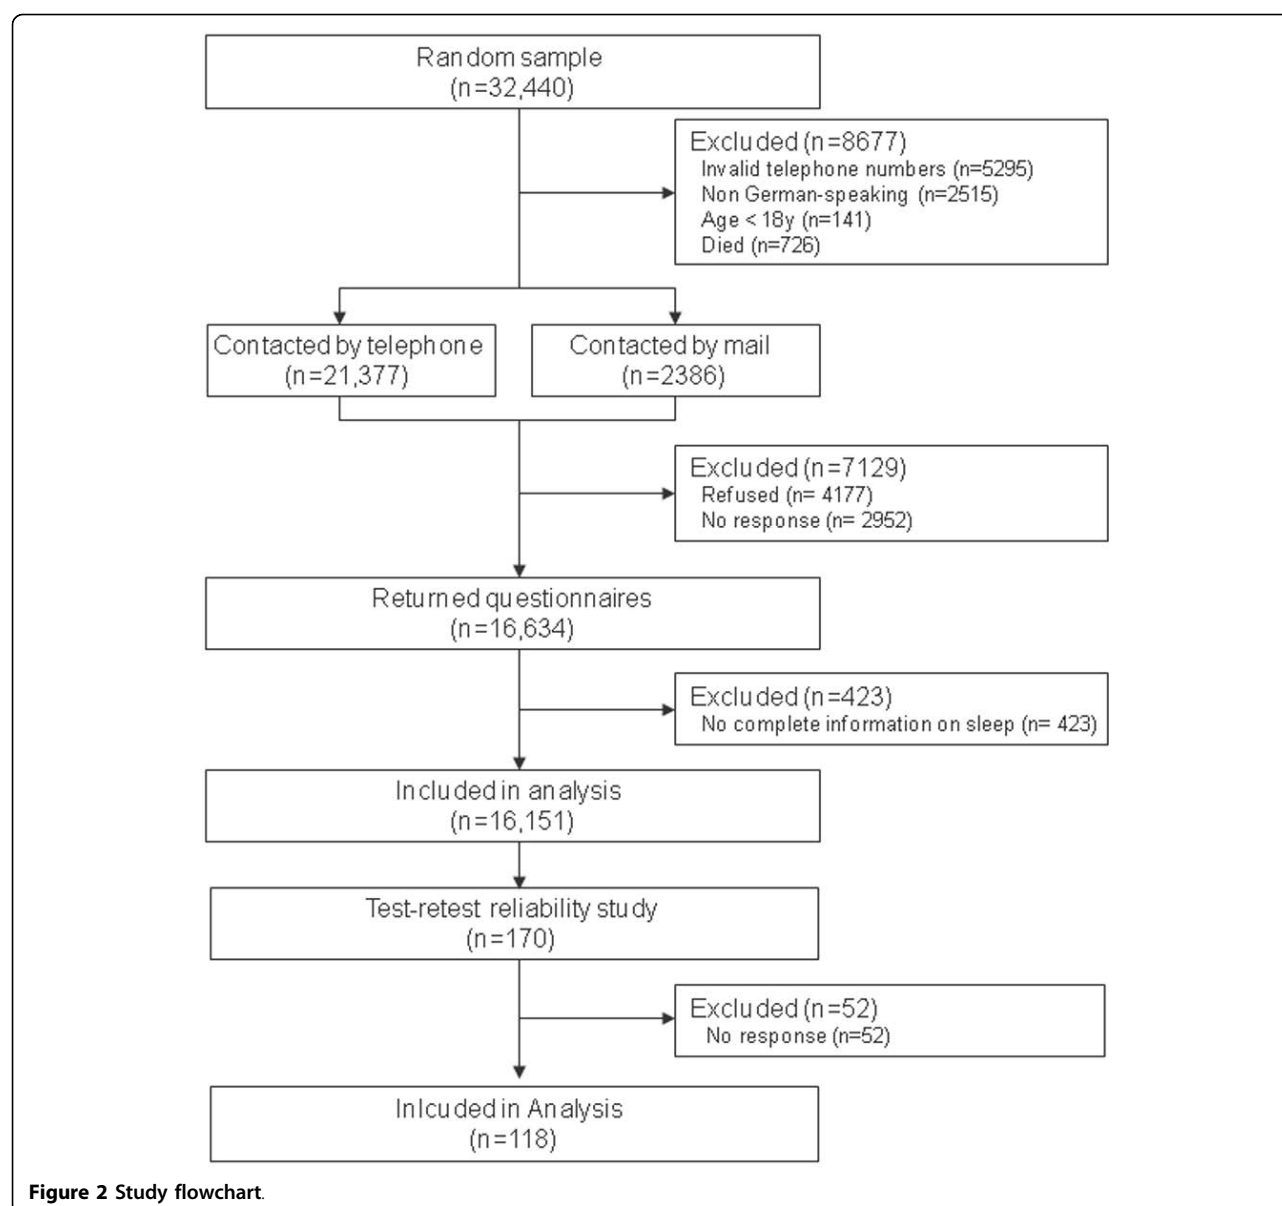 Random sample
(n=32,440)
Excluded (n=8677)
Invalid telephone numbers (n=5295)
Non German-speaking (n=2515)
Age < 18y (n=141)
Died (n=726)
Contacted by telephone
(n=21,377)
Contacted by mail
(n=2386)
Excluded (n=7129)
Refused (n= 4177)
No response (n= 2952)
Returned questionnaires
(n=16,634)
Excluded (n=423)
No complete information on sleep (n= 423)
Included in analysis
(n=16,151)
Test-retest reliability study
(n=170)
Excluded (n=52)
No response (n=52)
Inlcuded in Analysis
(n=118)
Figure 2 Study flowchart.